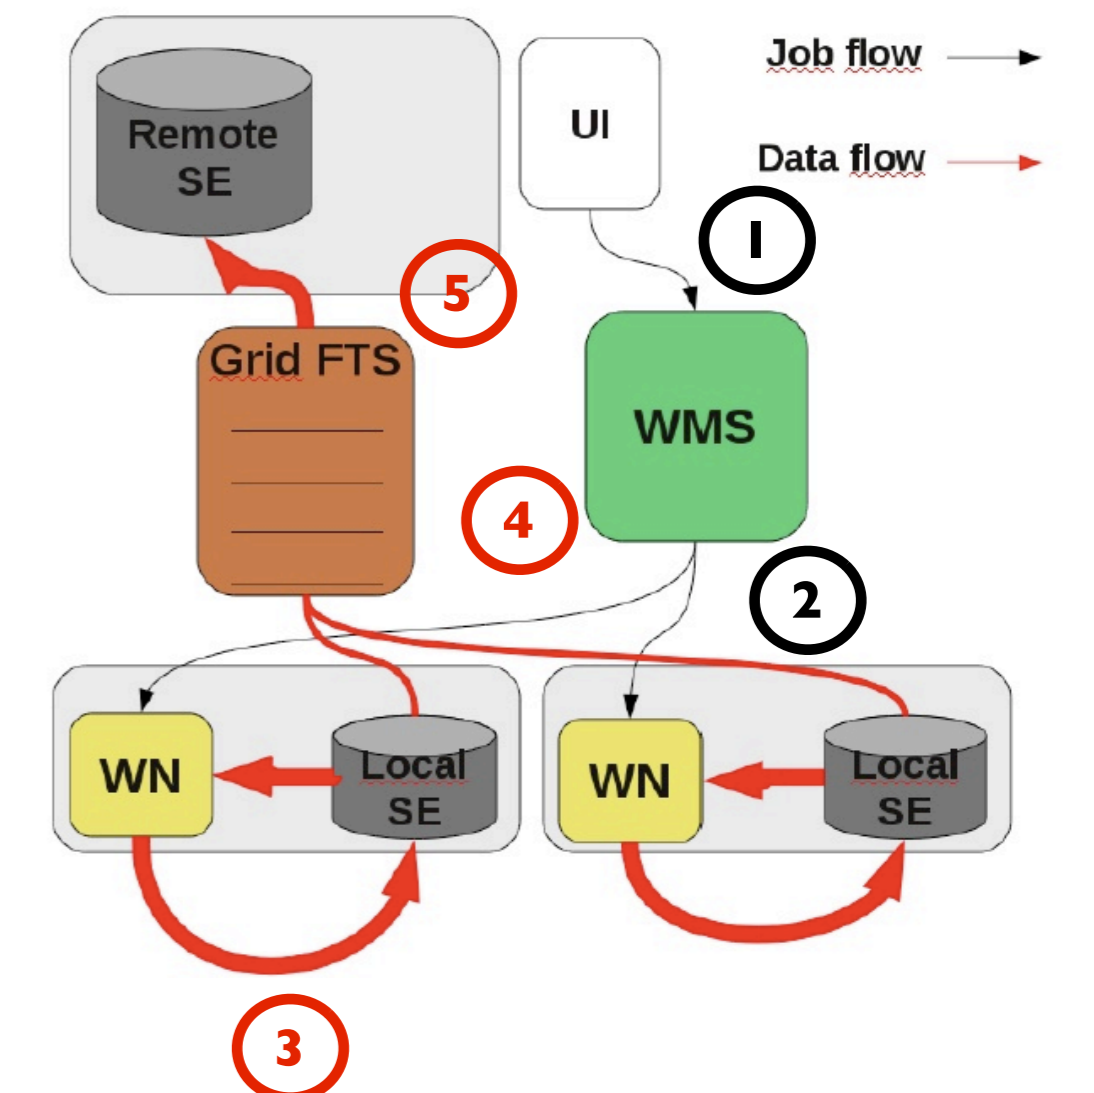 Remote
SE
UI
Job flow
Data flow
1
5
Grid FTS
WMS
4
2
WN
Local
SE
WN
Local
SE
3